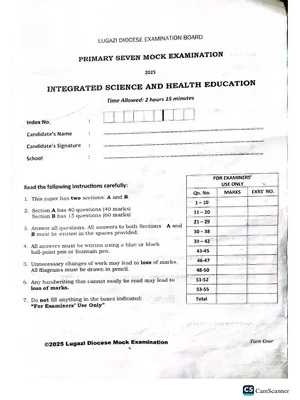 LUGAZI DIOCESE EXAMINATION BOARD
PRIMARY SEVEN MOCK EXAMINATION
2025
INTEGRATED SCIENCE AND HEALTH EDUCATION
Time Allowed: 2 hours 15 minutes
Index No. :
Candidate's Name :
Candidate's Signature :
School :
Read the following instructions carefully:
1. This paper has two sections: A and B
2. Section A has 40 questions (40 marks)
Section B has 15 questions (60 marks)
3. Answer all questions. All answers to both Sections A and
B must be written in the spaces provided.
4. All answers must be written using a blue or black
ball-point pen or fountain pen.
5. Unnecessary changes of work may lead to loss of marks.
All diagrams must be drawn in pencil.
6. Any handwriting that cannot easily be read may lead to
loss of marks.
7. Do not fill anything in the boxes indicated:
"For Examiners' Use Only"
FOR EXAMINERS'
USE ONLY
Qn. No. MARKS EXRS' NO.
1 – 10
11 – 20
21 – 29
30 – 38
39 – 42
43-45
46-47
48-50
51-52
53-55
Total
©2025 Lugazi Diocese Mock Examination
Turn Over
CS CamScanner